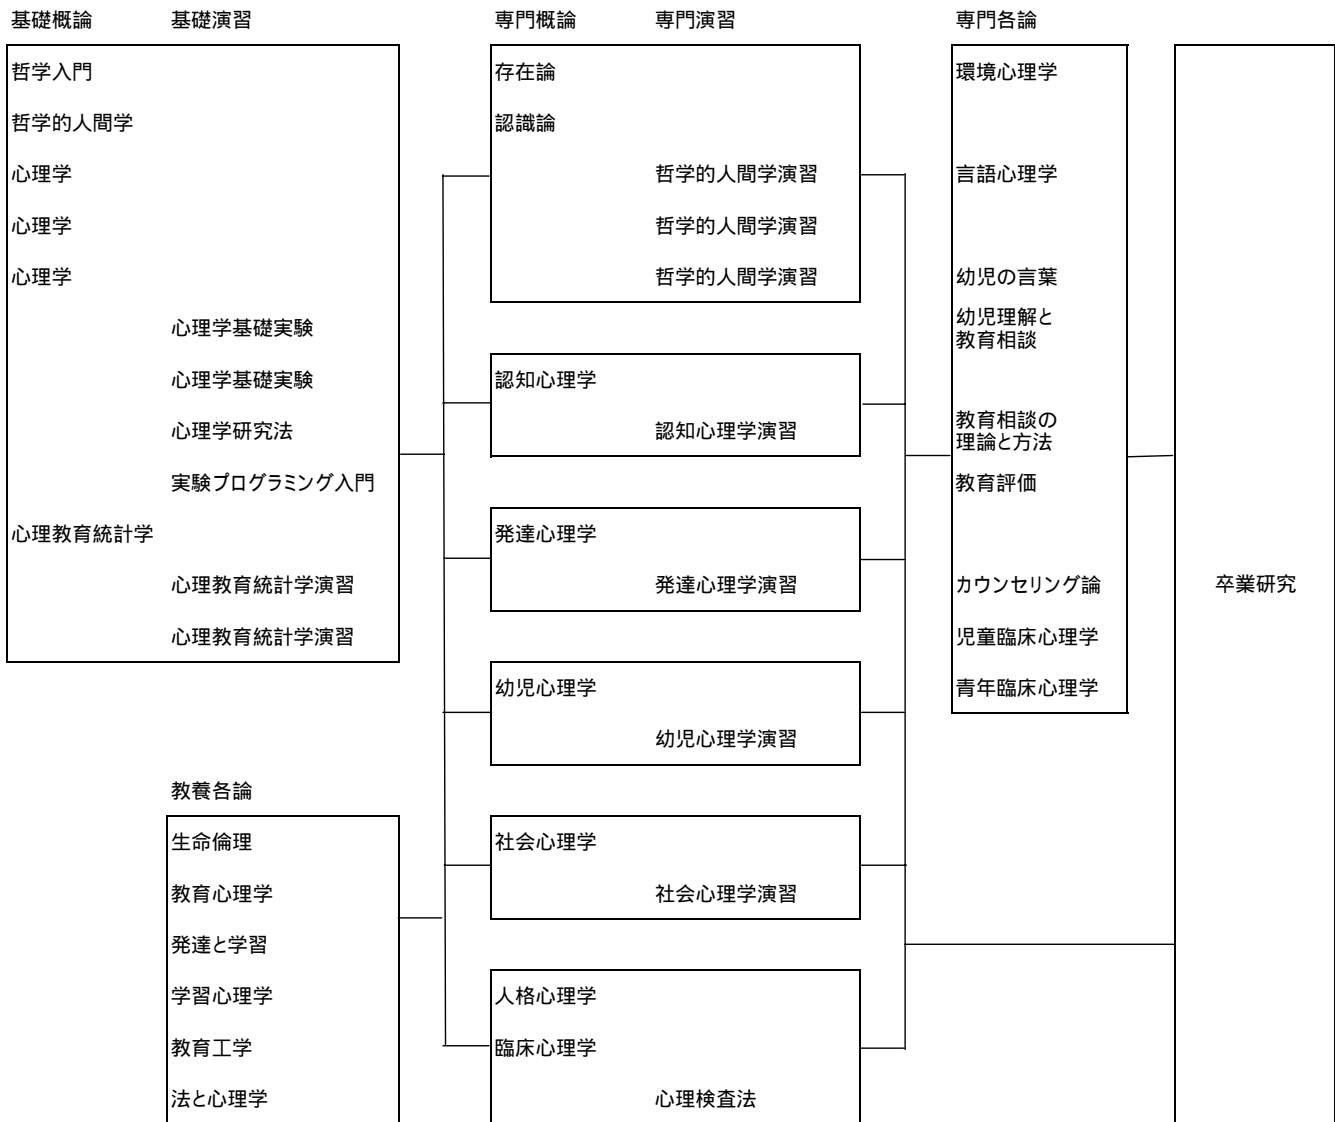 基礎概論 基礎演習 専門概論 専門演習 専門各論
哲学入門 存在論 環境心理学
哲学的人間学 認識論
心理学 哲学的人間学演習 言語心理学
心理学 哲学的人間学演習
心理学 哲学的人間学演習 幼児の言葉
心理学基礎実験 幼児理解と
教育相談
心理学基礎実験 認知心理学
心理学研究法 認知心理学演習 教育相談の
理論と方法
実験プログラミング入門 教育評価
心理教育統計学 発達心理学
心理教育統計学演習 発達心理学演習 カウンセリング論 卒業研究
心理教育統計学演習 児童臨床心理学
幼児心理学 青年臨床心理学
幼児心理学演習
教養各論
生命倫理 社会心理学
教育心理学 社会心理学演習
発達と学習
学習心理学 人格心理学
教育工学 臨床心理学
法と心理学 心理検査法